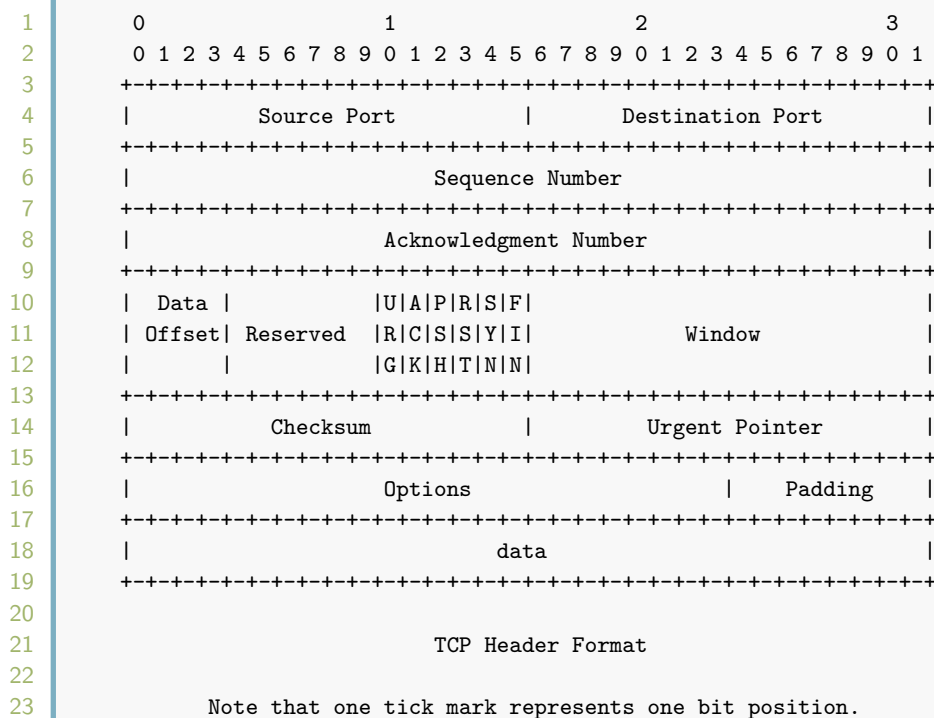 1          0                   1                   2                   3
2          0 1 2 3 4 5 6 7 8 9 0 1 2 3 4 5 6 7 8 9 0 1 2 3 4 5 6 7 8 9 0 1
3         +-+-+-+-+-+-+-+-+-+-+-+-+-+-+-+-+-+-+-+-+-+-+-+-+-+-+-+-+-+-+-+-+
4         |          Source Port          |       Destination Port        |
5         +-+-+-+-+-+-+-+-+-+-+-+-+-+-+-+-+-+-+-+-+-+-+-+-+-+-+-+-+-+-+-+-+
6         |                        Sequence Number                        |
7         +-+-+-+-+-+-+-+-+-+-+-+-+-+-+-+-+-+-+-+-+-+-+-+-+-+-+-+-+-+-+-+-+
8         |                    Acknowledgment Number                      |
9         +-+-+-+-+-+-+-+-+-+-+-+-+-+-+-+-+-+-+-+-+-+-+-+-+-+-+-+-+-+-+-+-+
10        |  Data |           |U|A|P|R|S|F|                               |
11        | Offset| Reserved  |R|C|S|S|Y|I|            Window             |
12        |       |           |G|K|H|T|N|N|                               |
13        +-+-+-+-+-+-+-+-+-+-+-+-+-+-+-+-+-+-+-+-+-+-+-+-+-+-+-+-+-+-+-+-+
14        |           Checksum            |         Urgent Pointer        |
15        +-+-+-+-+-+-+-+-+-+-+-+-+-+-+-+-+-+-+-+-+-+-+-+-+-+-+-+-+-+-+-+-+
16        |                    Options                    |    Padding    |
17        +-+-+-+-+-+-+-+-+-+-+-+-+-+-+-+-+-+-+-+-+-+-+-+-+-+-+-+-+-+-+-+-+
18        |                             data                              |
19        +-+-+-+-+-+-+-+-+-+-+-+-+-+-+-+-+-+-+-+-+-+-+-+-+-+-+-+-+-+-+-+-+
20
21                                 TCP Header Format
22
23               Note that one tick mark represents one bit position.